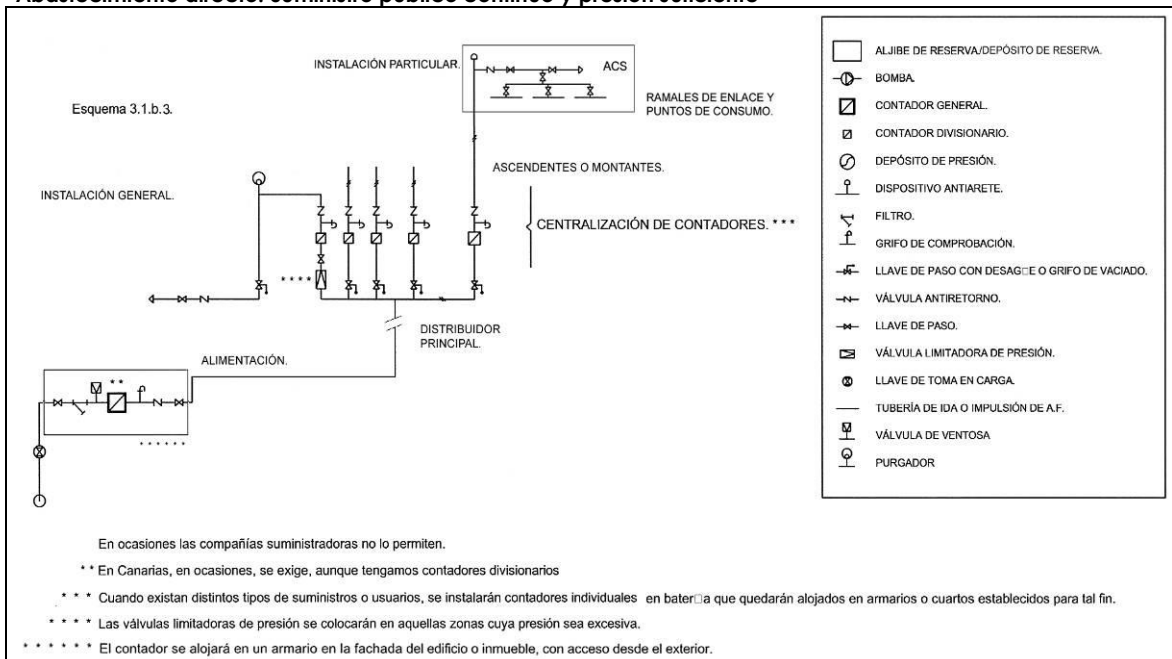 Abastecimiento directo: suministro público continuo y presión suficiente
INSTALACIÓN PARTICULAR.
ACS
RAMALES DE ENLACE Y
PUNTOS DE CONSUMO.
Esquema 3.1.b.3.
ASCENDENTES O MONTANTES.
INSTALACIÓN GENERAL.
CENTRALIZACIÓN DE CONTADORES. * * *
* * * *
DISTRIBUIDOR
PRINCIPAL.
ALIMENTACIÓN.
* *
* * * * * *
ALJIBE DE RESERVA/DEPÓSITO DE RESERVA.
BOMBA.
CONTADOR GENERAL.
CONTADOR DIVISIONARIO.
DEPÓSITO DE PRESIÓN.
DISPOSITIVO ANTIARETE.
FILTRO.
GRIFO DE COMPROBACIÓN.
LLAVE DE PASO CON DESAG□E O GRIFO DE VACIADO.
VÁLVULA ANTIRETORNO.
LLAVE DE PASO.
VÁLVULA LIMITADORA DE PRESIÓN.
LLAVE DE TOMA EN CARGA.
TUBERÍA DE IDA O IMPULSIÓN DE A.F.
VÁLVULA DE VENTOSA
PURGADOR
En ocasiones las compañías suministradoras no lo permiten.
* * En Canarias, en ocasiones, se exige, aunque tengamos contadores divisionarios
* * * Cuando existan distintos tipos de suministros o usuarios, se instalarán contadores individuales en bater□a que quedarán alojados en armarios o cuartos establecidos para tal fin.
* * * * Las válvulas limitadoras de presión se colocarán en aquellas zonas cuya presión sea excesiva.
* * * * * * El contador se alojará en un armario en la fachada del edificio o inmueble, con acceso desde el exterior.